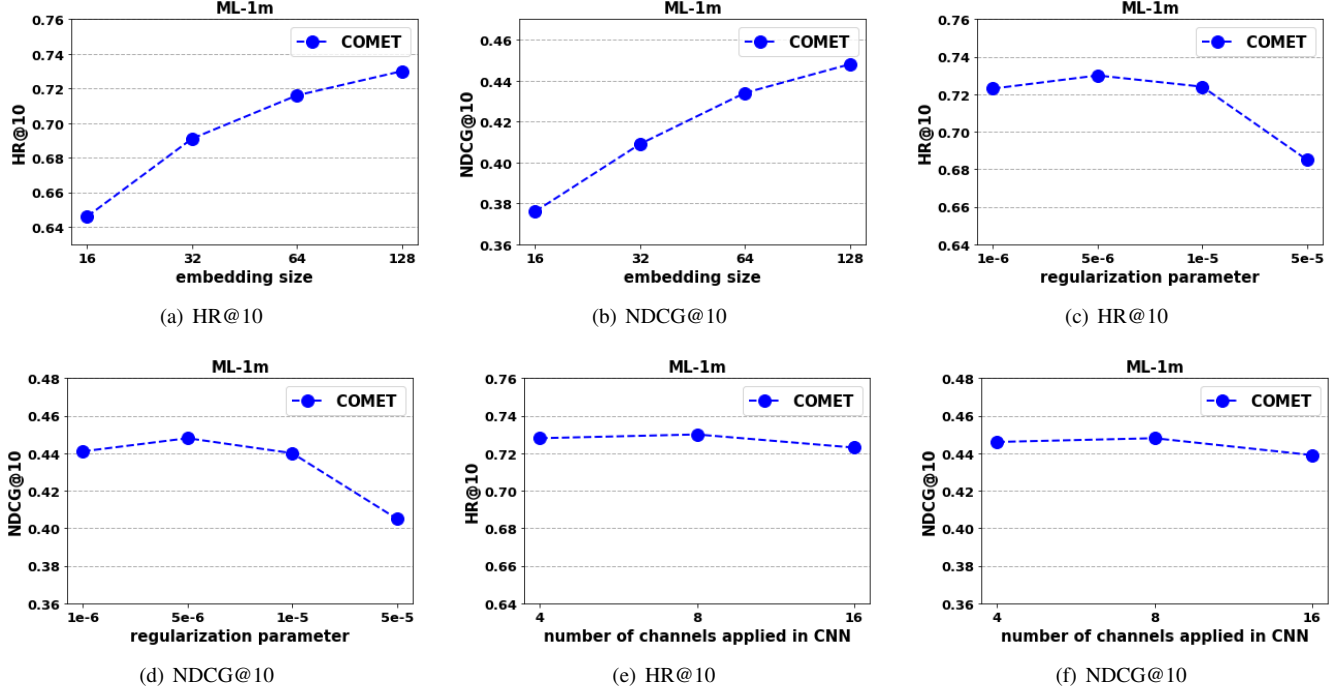 ML-1m
0.76
0.74
0.72
0.70
0.68
0.66
0.64
HR@10
COMET
16
32
64
128
embedding size
(a) HR@10
ML-1m
0.46
0.44
0.42
0.40
0.38
0.36
NDCG@10
COMET
16
32
64
128
embedding size
(b) NDCG@10
ML-1m
0.76
0.74
0.72
0.70
0.68
0.66
0.64
HR@10
COMET
1e-6
5e-6
1e-5
5e-5
regularization parameter
(c) HR@10
ML-1m
0.48
0.46
0.44
0.42
0.40
0.38
0.36
NDCG@10
COMET
1e-6
5e-6
1e-5
5e-5
regularization parameter
(d) NDCG@10
ML-1m
0.76
0.74
0.72
0.70
0.68
0.66
0.64
HR@10
COMET
4
8
16
number of channels applied in CNN
(e) HR@10
ML-1m
0.48
0.46
0.44
0.42
0.40
0.38
0.36
NDCG@10
COMET
4
8
16
number of channels applied in CNN
(f) NDCG@10